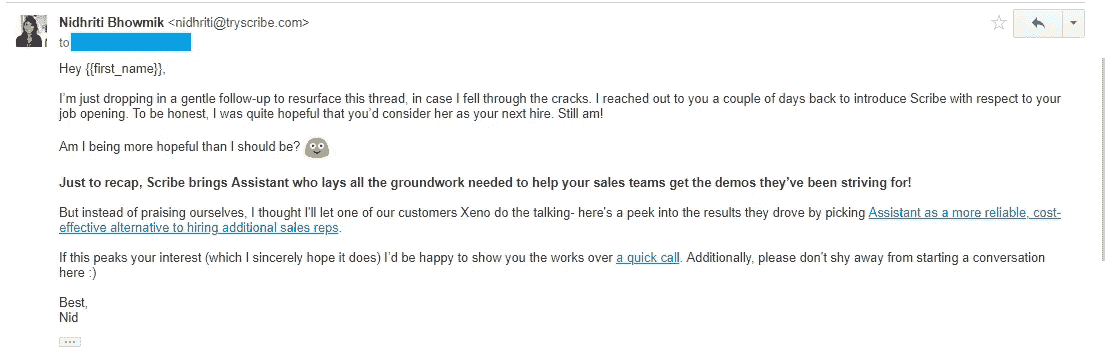 Nidhriti Bhowmik <nidhriti@tryscribe.com>
to
Hey {{first_name}},
I'm just dropping in a gentle follow-up to resurface this thread, in case I fell through the cracks. I reached out to you a couple of days back to introduce Scribe with respect to your
job opening. To be honest, I was quite hopeful that you'd consider her as your next hire. Still am!
Am I being more hopeful than I should be?
Just to recap, Scribe brings Assistant who lays all the groundwork needed to help your sales teams get the demos they've been striving for!
But instead of praising ourselves, I thought I'll let one of our customers Xeno do the talking- here's a peek into the results they drove by picking Assistant as a more reliable, cost-
effective alternative to hiring additional sales reps.
If this peaks your interest (which I sincerely hope it does) I'd be happy to show you the works over a quick call. Additionally, please don't shy away from starting a conversation
here :)
Best,
Nid